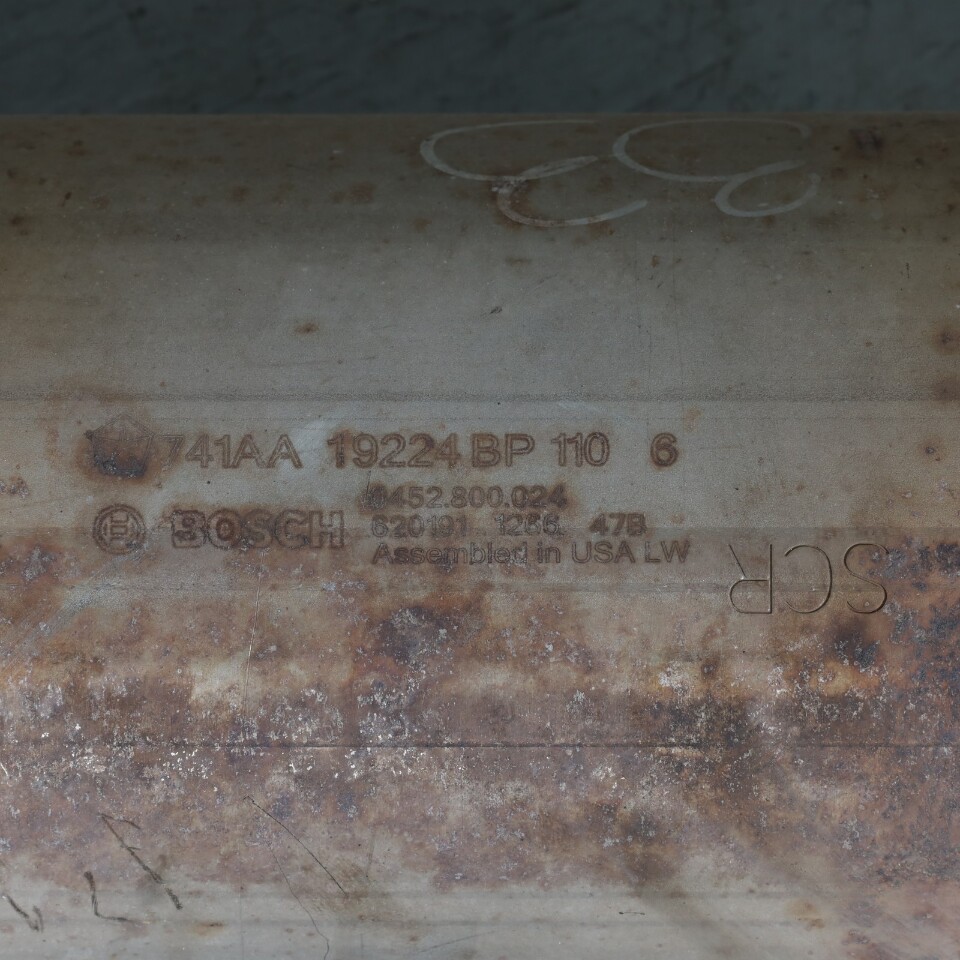 741AA 19224 BP 110 6
0452.800.024
BOSCH 620191 1266 47B
Assembled in USA LW
SCR